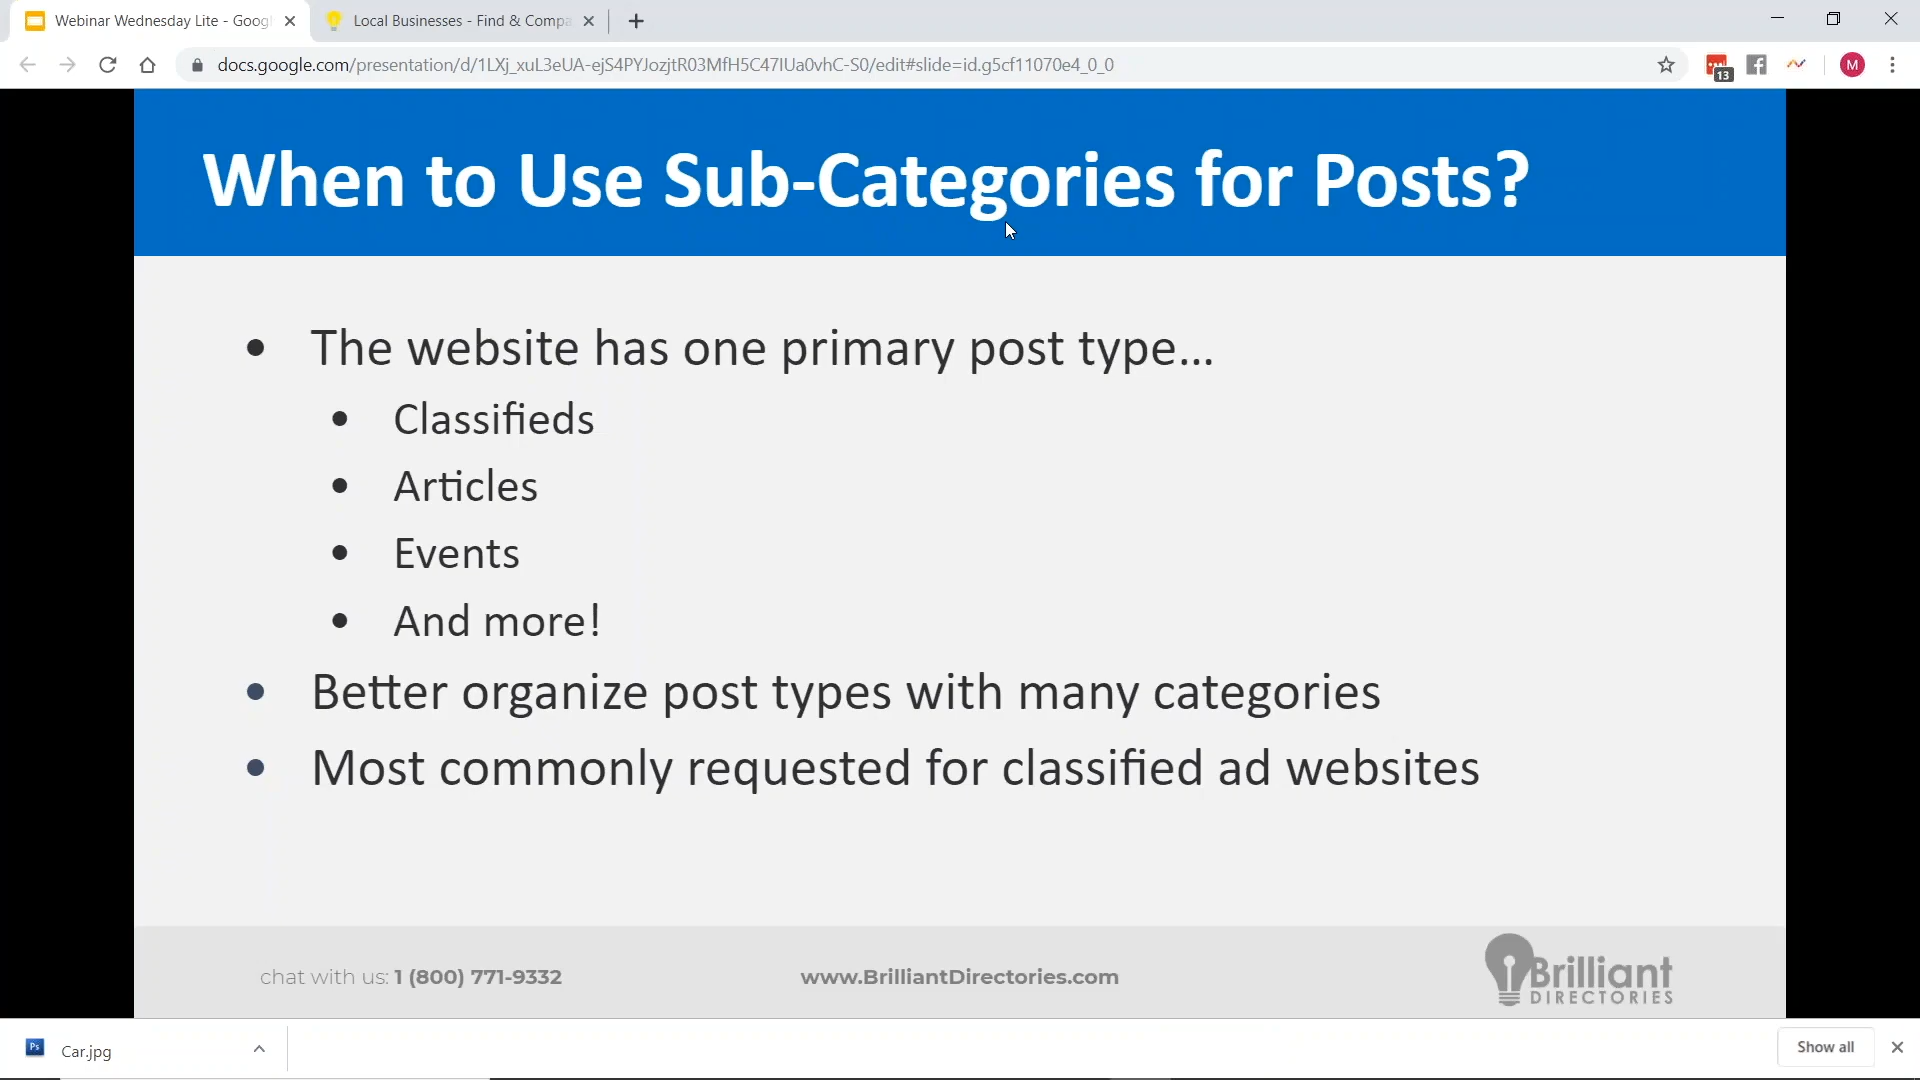 Webinar Wednesday Lite - Goog
Local Businesses - Find & Compa
docs.google.com/presentation/d/1LXj_xuL3eUA-ejS4PYJozjtR03MfH5C47IUa0vhC-S0/edit#slide=id.g5cf11070e4_0_0
13
M
When to Use Sub-Categories for Posts?
• The website has one primary post type...
• Classifieds
• Articles
• Events
• And more!
• Better organize post types with many categories
• Most commonly requested for classified ad websites
chat with us: 1 (800) 771-9332
www.BrilliantDirectories.com
Brilliant
DIRECTORIES
Ps
Car.jpg
Show all